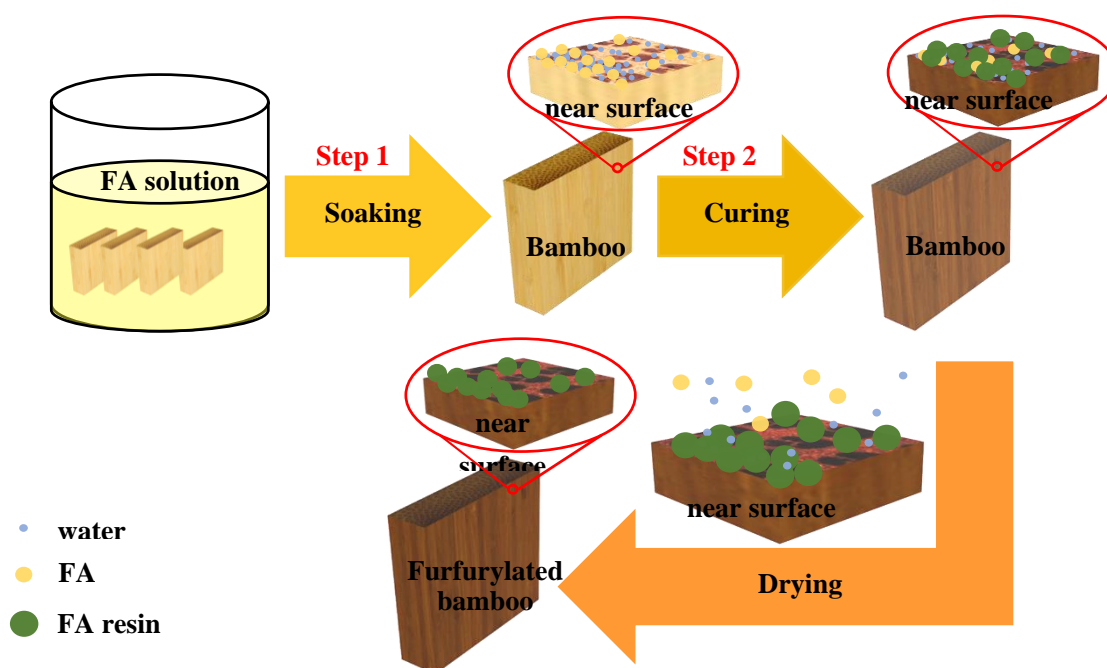 near surface
near surface
Step 1
Step 2
FA solution
Soaking
Curing
Bamboo
Bamboo
near
surface
near surface
water
FA
FA resin
Furfurylated
bamboo
Drying